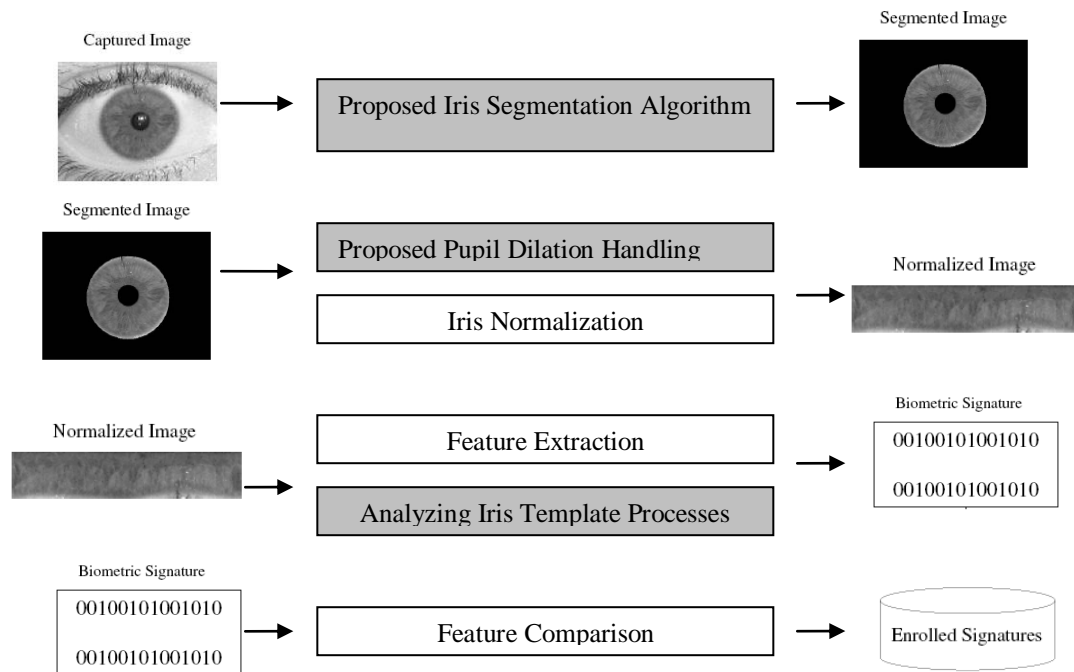 Captured Image
Segmented Image
Proposed Iris Segmentation Algorithm
Segmented Image
Proposed Pupil Dilation Handling
Normalized Image
Iris Normalization
Normalized Image
Feature Extraction
Biometric Signature
00100101001010
00100101001010
Analyzing Iris Template Processes
Biometric Signature
00100101001010
00100101001010
Feature Comparison
Enrolled Signatures